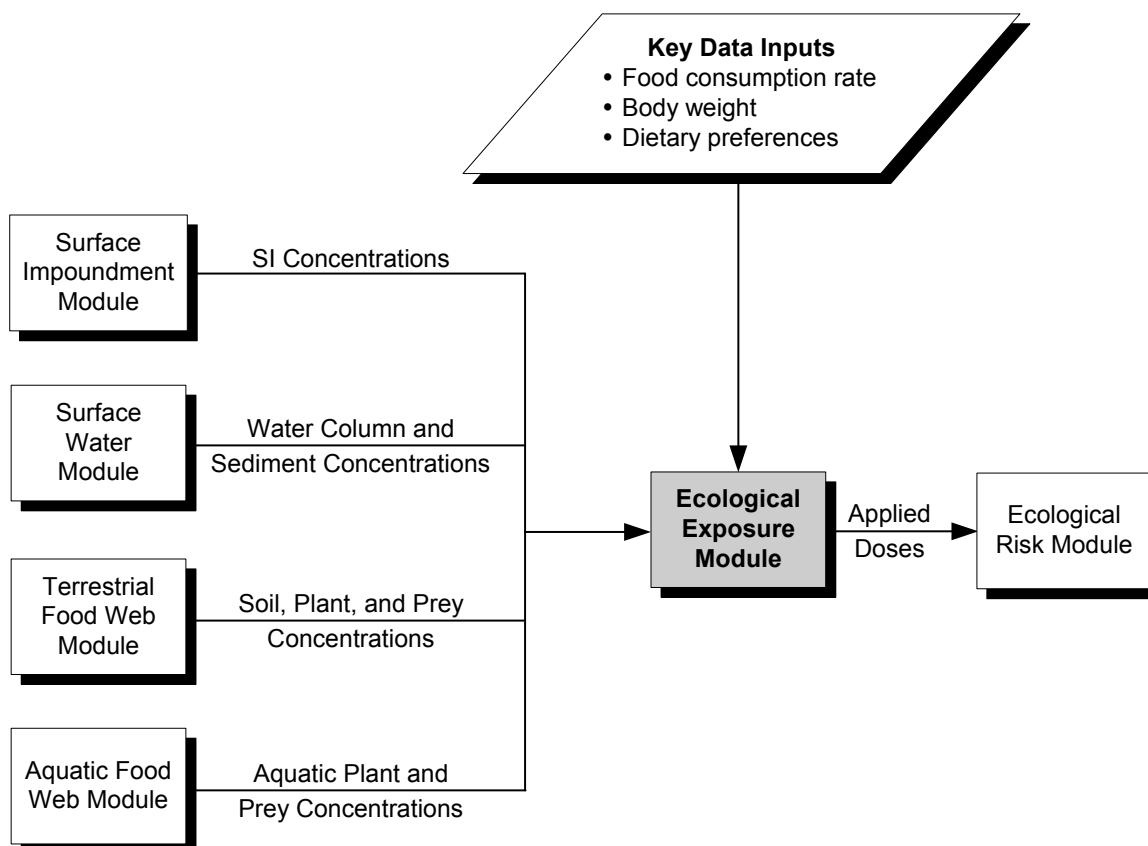 Key Data Inputs
• Food consumption rate
• Body weight
• Dietary preferences
Surface
Impoundment
Module
SI Concentrations
Surface
Water
Module
Water Column and
Sediment Concentrations
Ecological
Exposure
Module
Applied
Doses
Ecological
Risk Module
Terrestrial
Food Web
Module
Soil, Plant, and Prey
Concentrations
Aquatic Food
Web Module
Aquatic Plant and
Prey Concentrations